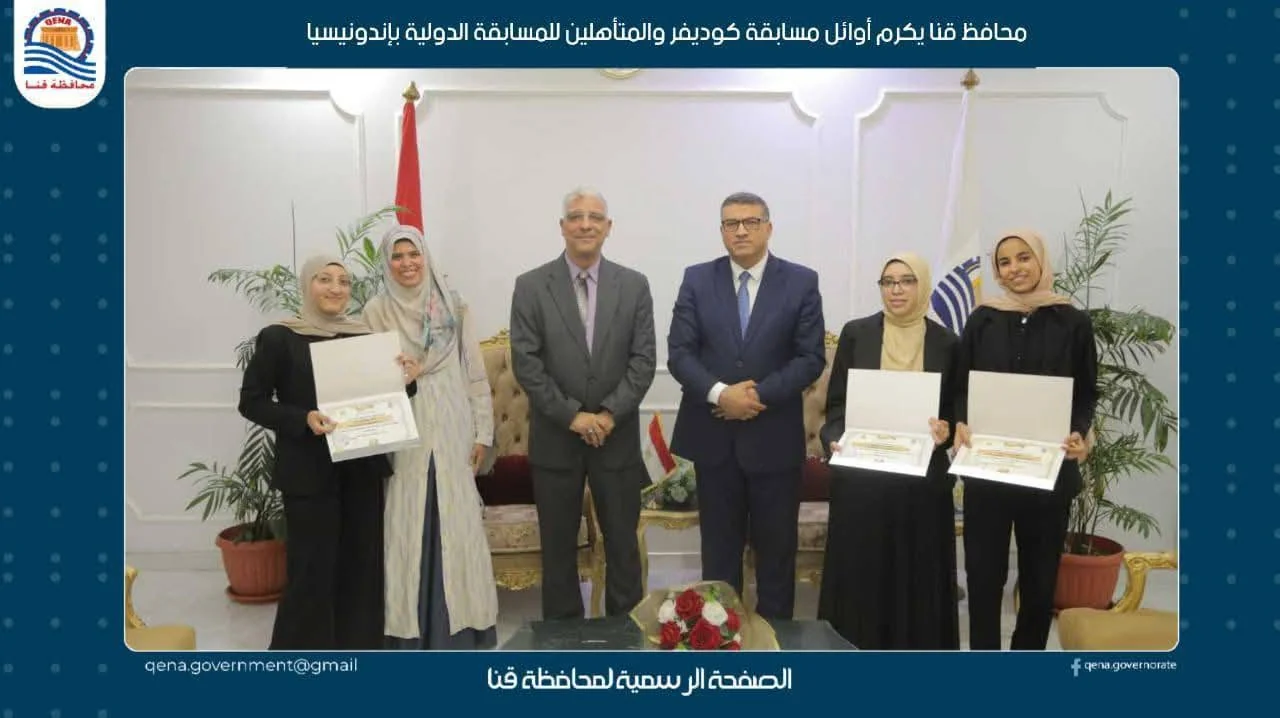 محافظ قنا يكرم أوائل مسابقة كوديفر والمتأهلين للمسابقة الدولية بإندونيسيا
QENA
محافظة قنا
qena.government@gmail
qena.governorate
الصفحة الرسمية لمحافظة قنا